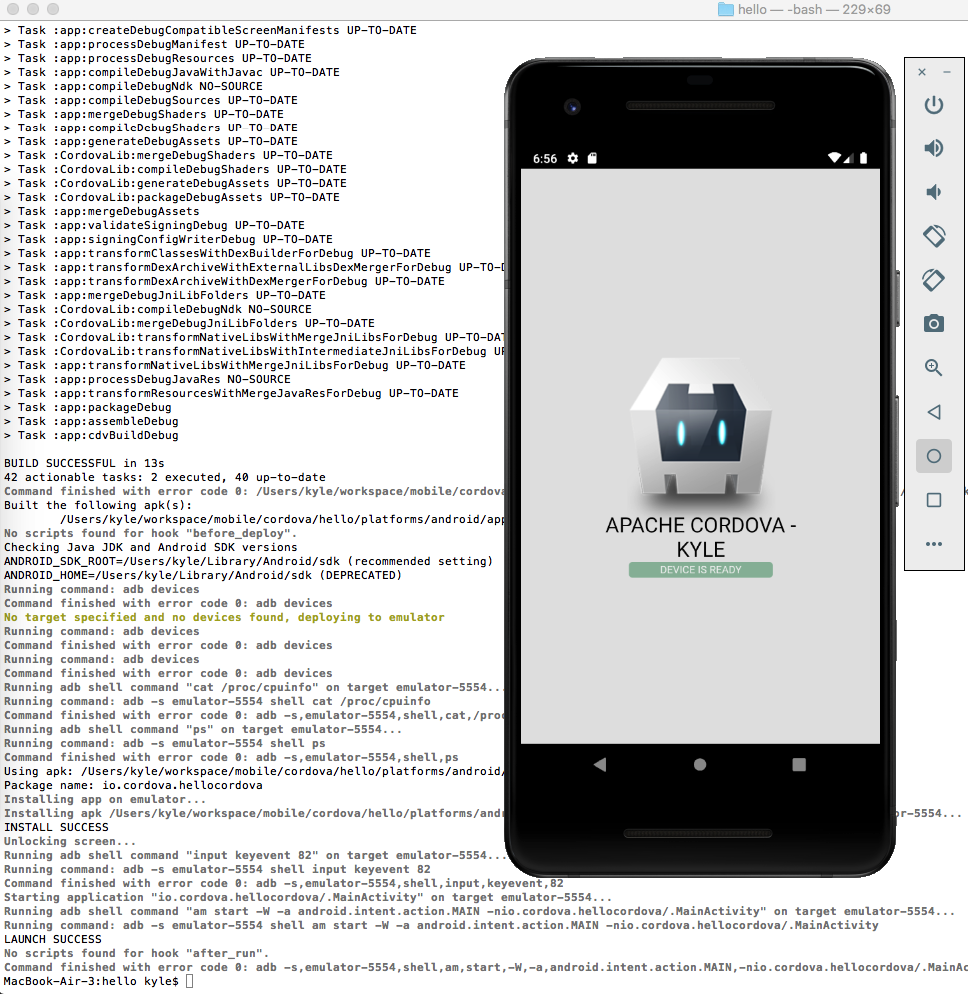 hello — -bash — 229×69
> Task :app:createDebugCompatibleScreenManifests UP-TO-DATE
> Task :app:processDebugManifest UP-TO-DATE
> Task :app:processDebugResources UP-TO-DATE
> Task :app:compileDebugJavaWithJavac UP-TO-DATE
> Task :app:compileDebugNdk NO-SOURCE
> Task :app:compileDebugSources UP-TO-DATE
> Task :app:mergeDebugShaders UP-TO-DATE
> Task :app:compileDebugShaders UP-TO-DATE
> Task :app:generateDebugAssets UP-TO-DATE
> Task :CordovaLib:mergeDebugShaders UP-TO-DATE
> Task :CordovaLib:compileDebugShaders UP-TO-DATE
> Task :CordovaLib:generateDebugAssets UP-TO-DATE
> Task :CordovaLib:packageDebugAssets UP-TO-DATE
> Task :app:mergeDebugAssets
> Task :app:validateSigningDebug UP-TO-DATE
> Task :app:signingConfigWriterDebug UP-TO-DATE
> Task :app:transformClassesWithDexBuilderForDebug UP-TO-DATE
> Task :app:transformDexArchiveWithExternalLibsDexMergerForDebug UP-TO-D
> Task :app:transformDexArchiveWithDexMergerForDebug UP-TO-DATE
> Task :app:mergeDebugJniLibFolders UP-TO-DATE
> Task :CordovaLib:compileDebugNdk NO-SOURCE
> Task :CordovaLib:mergeDebugJniLibFolders UP-TO-DATE
> Task :CordovaLib:transformNativeLibsWithMergeJniLibsForDebug UP-TO-DAT
> Task :CordovaLib:transformNativeLibsWithIntermediateJniLibsForDebug UP
> Task :app:transformNativeLibsWithMergeJniLibsForDebug UP-TO-DATE
> Task :app:processDebugJavaRes NO-SOURCE
> Task :app:transformResourcesWithMergeJavaResForDebug UP-TO-DATE
> Task :app:packageDebug
> Task :app:assembleDebug
> Task :app:cdvBuildDebug
BUILD SUCCESSFUL in 13s
42 actionable tasks: 2 executed, 40 up-to-date
Command finished with error code 0: /Users/kyle/workspace/mobile/cordova
Built the following apk(s):
/Users/kyle/workspace/mobile/cordova/hello/platforms/android/app
No scripts found for hook "before_deploy".
Checking Java JDK and Android SDK versions
ANDROID_SDK_ROOT=/Users/kyle/Library/Android/sdk (recommended setting)
ANDROID_HOME=/Users/kyle/Library/Android/sdk (DEPRECATED)
Running command: adb devices
Command finished with error code 0: adb devices
No target specified and no devices found, deploying to emulator
Running command: adb devices
Command finished with error code 0: adb devices
Running command: adb devices
Command finished with error code 0: adb devices
Running adb shell command "cat /proc/cpuinfo" on target emulator-5554...
Running command: adb -s emulator-5554 shell cat /proc/cpuinfo
Command finished with error code 0: adb -s,emulator-5554,shell,cat,/proc
Running adb shell command "ps" on target emulator-5554...
Running command: adb -s emulator-5554 shell ps
Command finished with error code 0: adb -s,emulator-5554,shell,ps
Using apk: /Users/kyle/workspace/mobile/cordova/hello/platforms/android/
Package name: io.cordova.hellocordova
Installing app on emulator...
Installing apk /Users/kyle/workspace/mobile/cordova/hello/platforms/andr or-5554...
INSTALL SUCCESS
Unlocking screen...
Running adb shell command "input keyevent 82" on target emulator-5554...
Running command: adb -s emulator-5554 shell input keyevent 82
Command finished with error code 0: adb -s,emulator-5554,shell,input,keyevent,82
Starting application "io.cordova.hellocordova/.MainActivity" on target emulator-5554...
Running adb shell command "am start -W -a android.intent.action.MAIN -nio.cordova.hellocordova/.MainActivity" on target emulator-5554...
Running command: adb -s emulator-5554 shell am start -W -a android.intent.action.MAIN -nio.cordova.hellocordova/.MainActivity
LAUNCH SUCCESS
No scripts found for hook "after_run".
Command finished with error code 0: adb -s,emulator-5554,shell,am,start,-W,-a,android.intent.action.MAIN,-nio.cordova.hellocordova/.MainAc
MacBook-Air-3:hello kyle$
6:56
APACHE CORDOVA -
KYLE
DEVICE IS READY